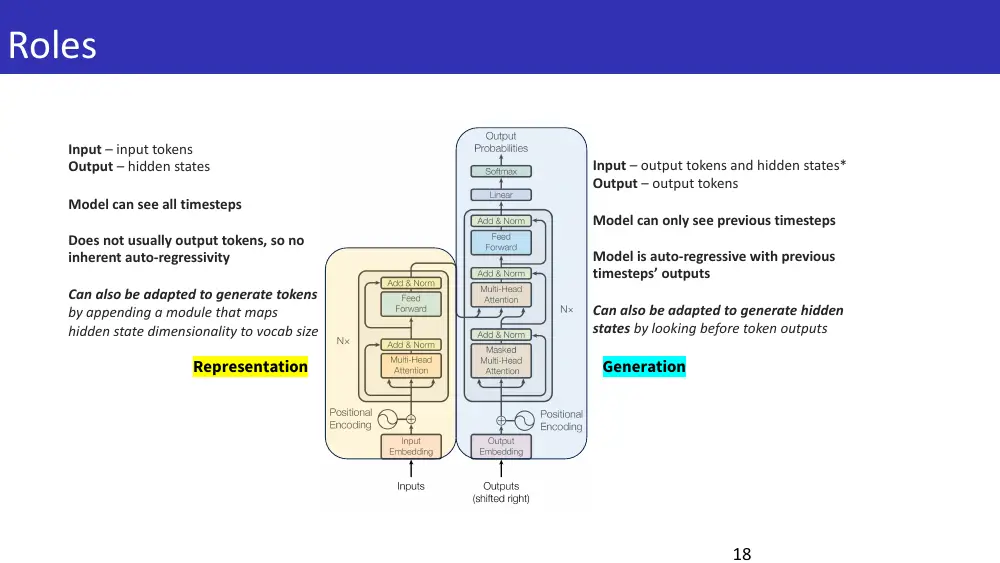 Roles
Input – input tokens
Output – hidden states
Model can see all timesteps
Does not usually output tokens, so no
inherent auto-regressivity
Can also be adapted to generate tokens
by appending a module that maps
hidden state dimensionality to vocab size
Representation
Output
Probabilities
Softmax
Linear
Add & Norm
Feed
Forward
Add & Norm
Multi-Head
Attention
Add & Norm
Masked
Multi-Head
Attention
N×
Positional
Encoding
Output
Embedding
Outputs
(shifted right)
Add & Norm
Feed
Forward
Add & Norm
Multi-Head
Attention
N×
Positional
Encoding
Input
Embedding
Inputs
Input – output tokens and hidden states*
Output – output tokens
Model can only see previous timesteps
Model is auto-regressive with previous
timesteps’ outputs
Can also be adapted to generate hidden
states by looking before token outputs
Generation
18